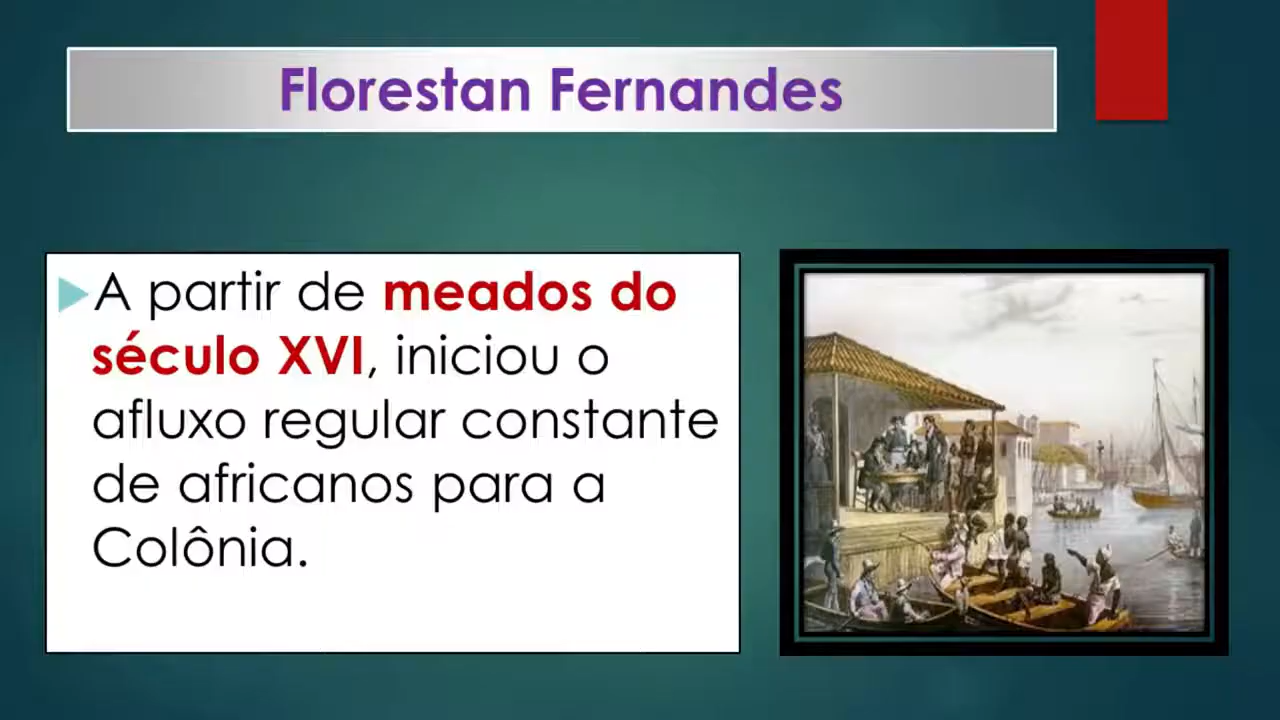 Florestan Fernandes
A partir de meados do
século XVI, iniciou o
afluxo regular constante
de africanos para a
Colônia.